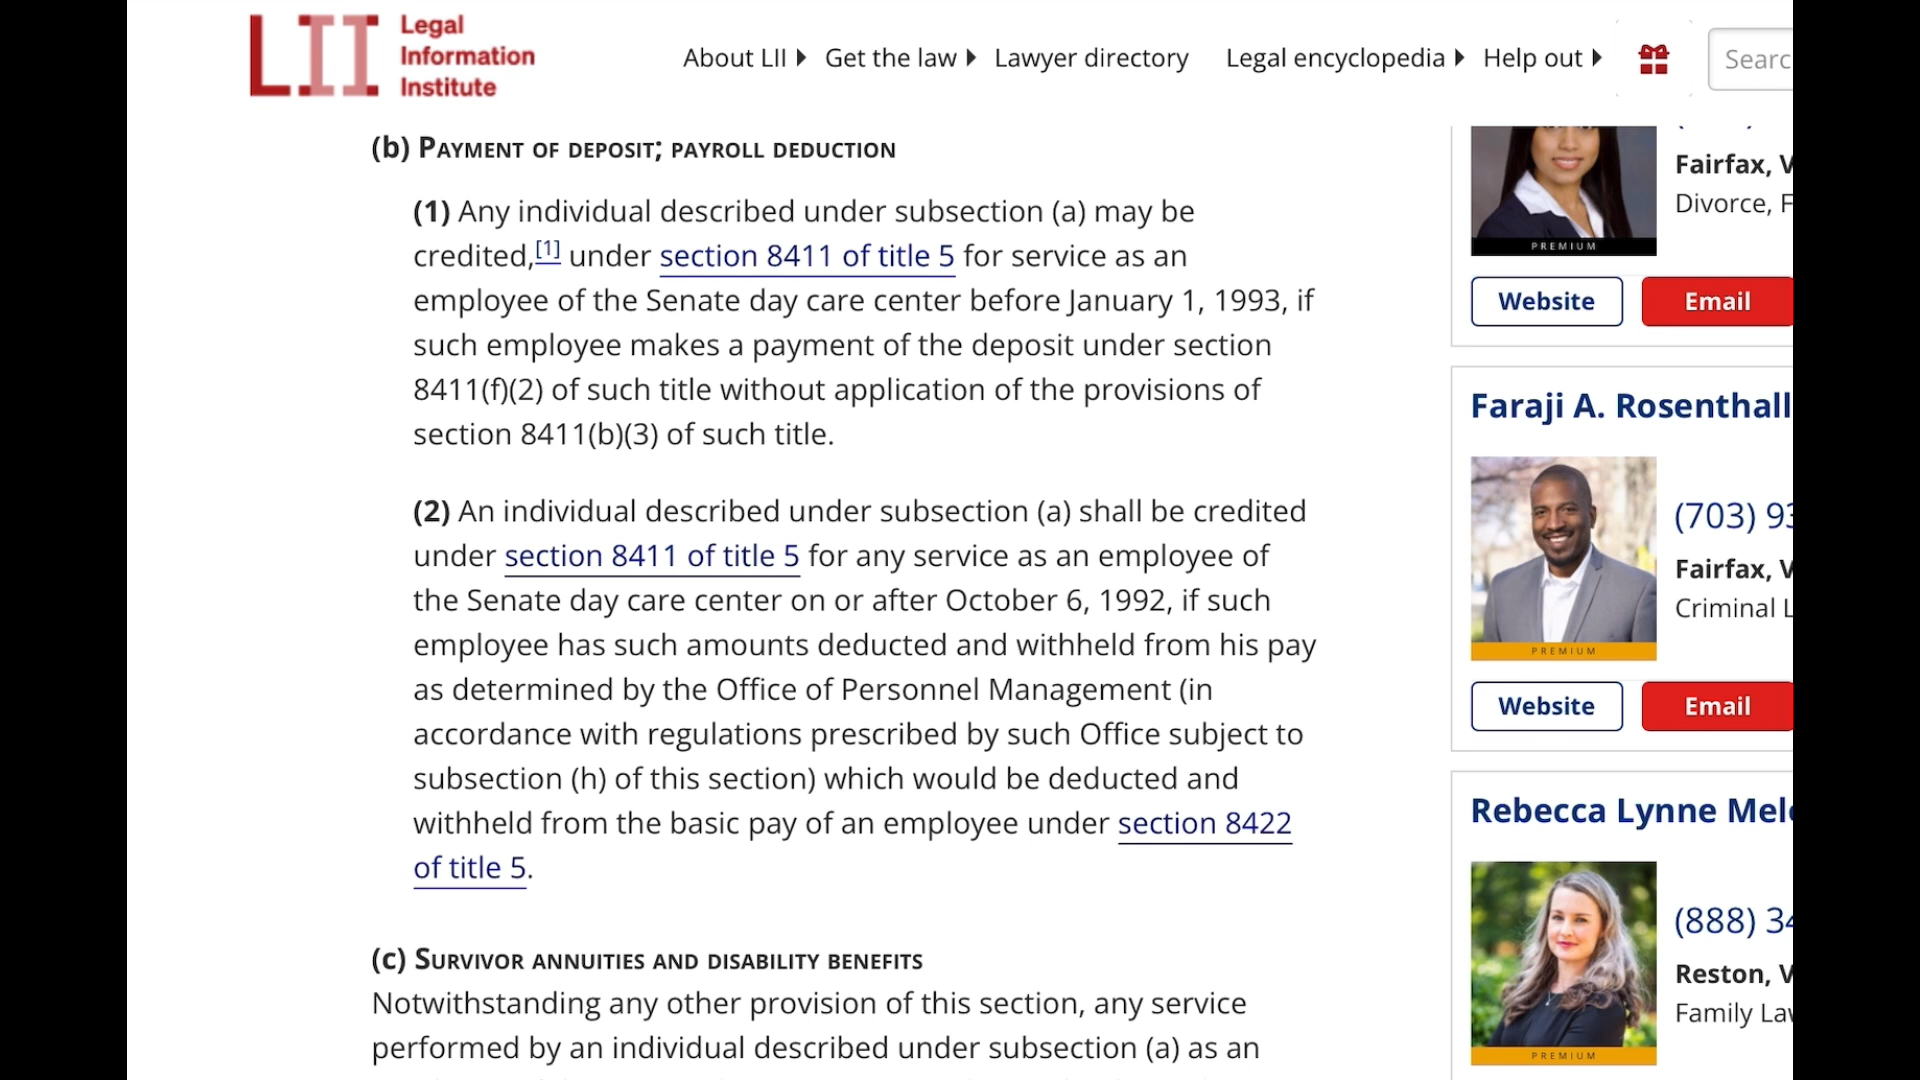 Legal
Information
Institute
About LII
Get the law
Lawyer directory
Legal encyclopedia
Help out
Searc
(b) PAYMENT OF DEPOSIT; PAYROLL DEDUCTION
(1) Any individual described under subsection (a) may be
credited,[1] under section 8411 of title 5 for service as an
employee of the Senate day care center before January 1, 1993, if
such employee makes a payment of the deposit under section
8411(f)(2) of such title without application of the provisions of
section 8411(b)(3) of such title.
(2) An individual described under subsection (a) shall be credited
under section 8411 of title 5 for any service as an employee of
the Senate day care center on or after October 6, 1992, if such
employee has such amounts deducted and withheld from his pay
as determined by the Office of Personnel Management (in
accordance with regulations prescribed by such Office subject to
subsection (h) of this section) which would be deducted and
withheld from the basic pay of an employee under section 8422
of title 5.
(c) SURVIVOR ANNUITIES AND DISABILITY BENEFITS
Notwithstanding any other provision of this section, any service
performed by an individual described under subsection (a) as an
Fairfax, V
Divorce, F
PREMIUM
Website
Email
Faraji A. Rosenthall
(703) 93
Fairfax, V
Criminal L
PREMIUM
Website
Email
Rebecca Lynne Mele
(888) 34
Reston, V
Family Law
PREMIUM